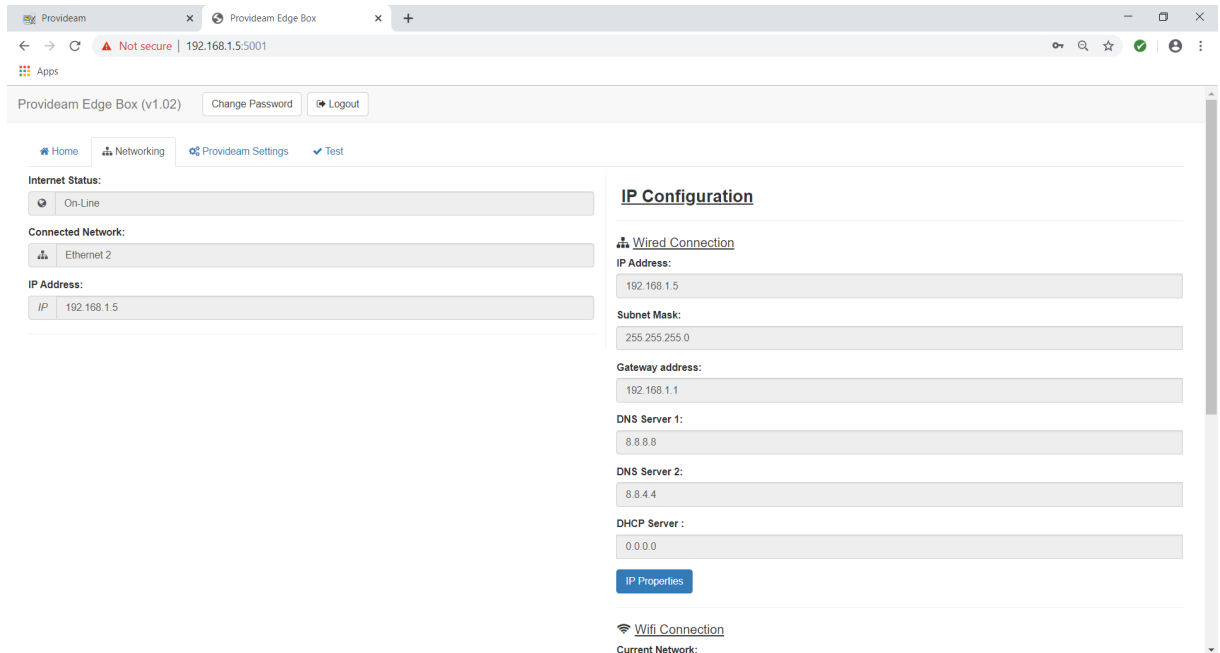 Provideam
Provideam Edge Box
Not secure | 192.168.1.5:5001
Apps
Provideam Edge Box (v1.02)
Change Password
Logout
Home
Networking
Provideam Settings
Test
Internet Status:
On-Line
Connected Network:
Ethernet 2
IP Address:
IP 192.168.1.5
IP Configuration
Wired Connection
IP Address:
192.168.1.5
Subnet Mask:
255.255.255.0
Gateway address:
192.168.1.1
DNS Server 1:
8.8.8.8
DNS Server 2:
8.8.4.4
DHCP Server :
0.0.0.0
IP Properties
Wifi Connection
Current Network: